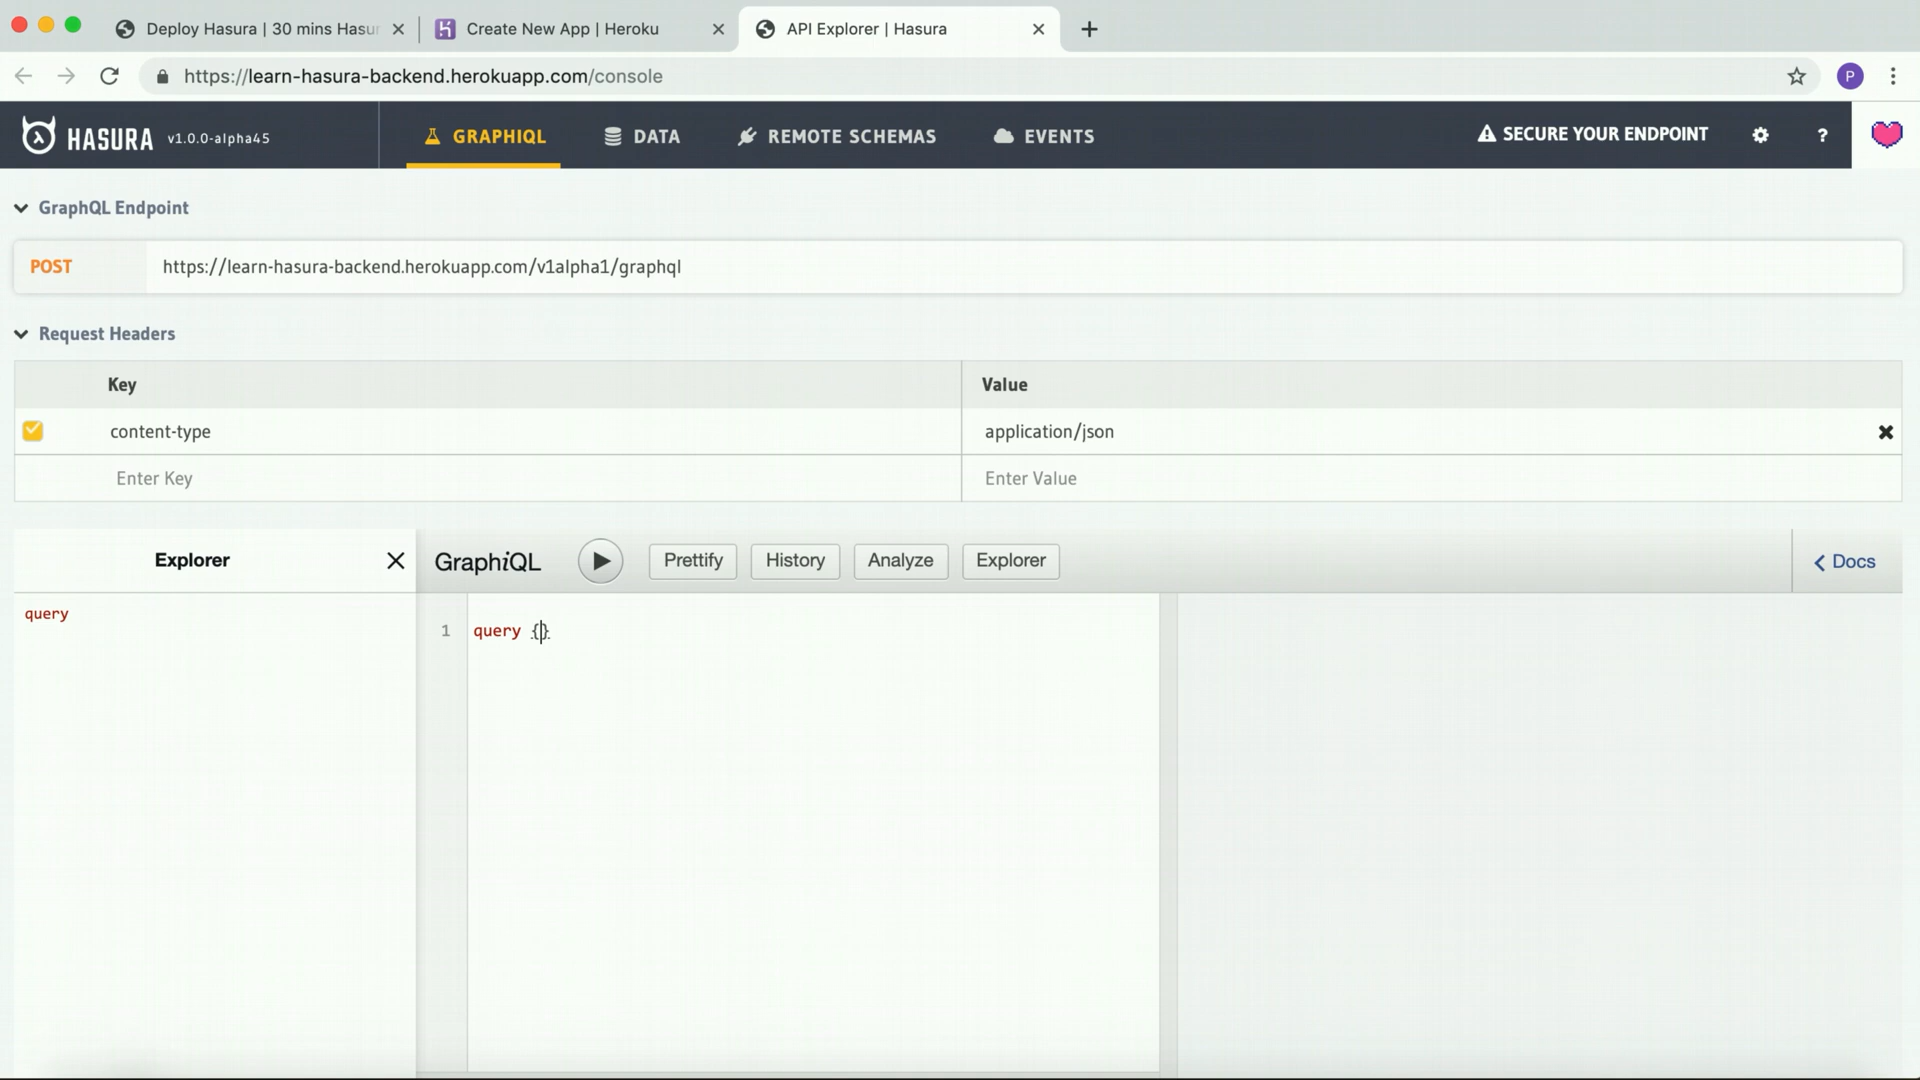 Deploy Hasura | 30 mins Hasu
Create New App | Heroku
API Explorer | Hasura
https://learn-hasura-backend.herokuapp.com/console
P
HASURA v1.0.0-alpha45
GRAPHIQL
DATA
REMOTE SCHEMAS
EVENTS
SECURE YOUR ENDPOINT
?
GraphQL Endpoint
POST https://learn-hasura-backend.herokuapp.com/v1alpha1/graphql
Request Headers
Key Value
content-type application/json
Enter Key Enter Value
Explorer
GraphiQL
Prettify
History
Analyze
Explorer
Docs
query
1 query {}